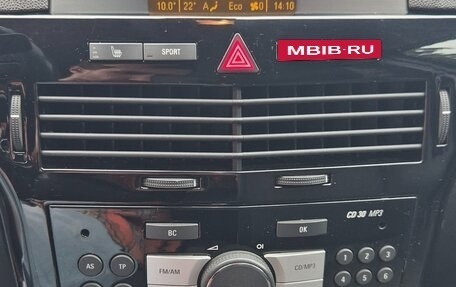 10.0° 22° A Eco 0 14:10
SPORT MBIB-RU
CD 30 MP3
BC OK
AS TP FM/AM CD/MP3 1 2 3
4 5 6